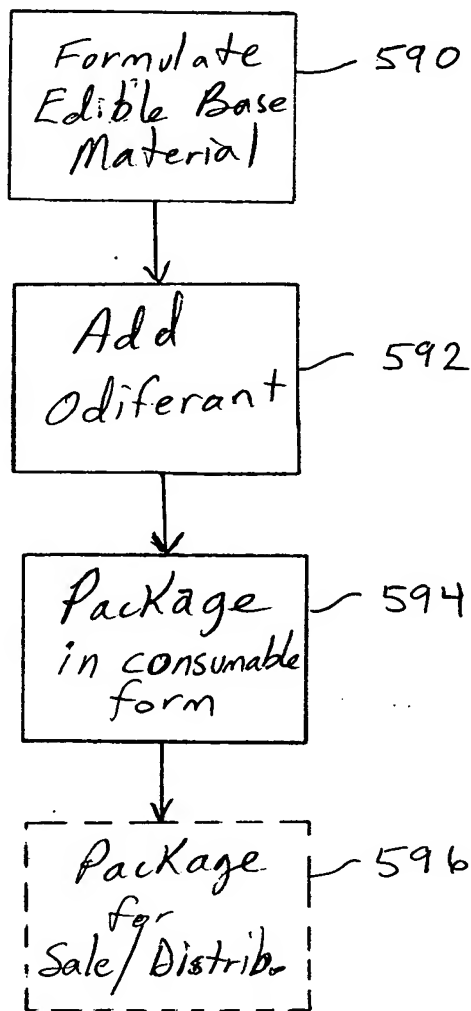 Formulate
Edible Base
Material
590
Add
Odiferant
592
Package
in consumable
form
594
Package
for
Sale/Distrib.
596